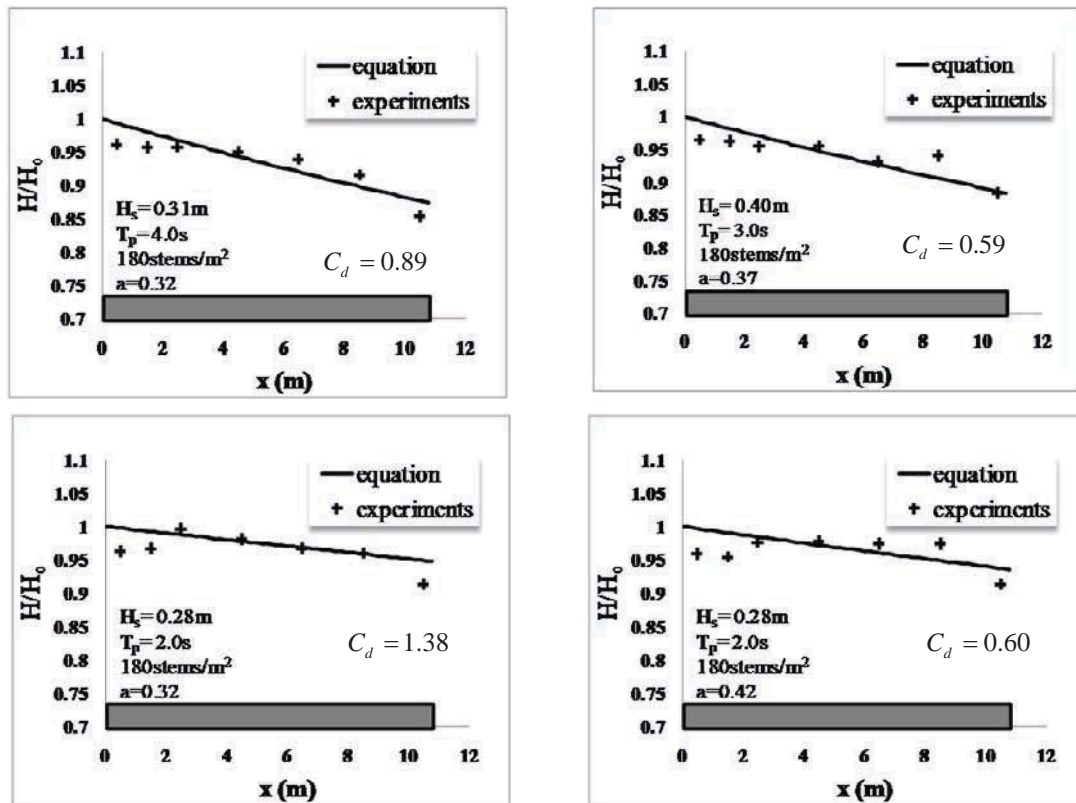 1.1
1.05
1
0.95
0.9
0.85
0.8
0.75
0.7
H/H₀
equation
experiments
Hₛ=0.31m
Tₚ=4.0s
180stems/m²
a=0.32
C_d = 0.89
0 2 4 6 8 10 12
x (m)
1.1
1.05
1
0.95
0.9
0.85
0.8
0.75
0.7
H/H₀
equation
experiments
Hₛ=0.40m
Tₚ=3.0s
180stems/m²
a=0.37
C_d = 0.59
0 2 4 6 8 10 12
x (m)
1.1
1.05
1
0.95
0.9
0.85
0.8
0.75
0.7
H/H₀
equation
experiments
Hₛ=0.28m
Tₚ=2.0s
180stems/m²
a=0.32
C_d = 1.38
0 2 4 6 8 10 12
x (m)
1.1
1.05
1
0.95
0.9
0.85
0.8
0.75
0.7
H/H₀
equation
experiments
Hₛ=0.28m
Tₚ=2.0s
180stems/m²
a=0.42
C_d = 0.60
0 2 4 6 8 10 12
x (m)